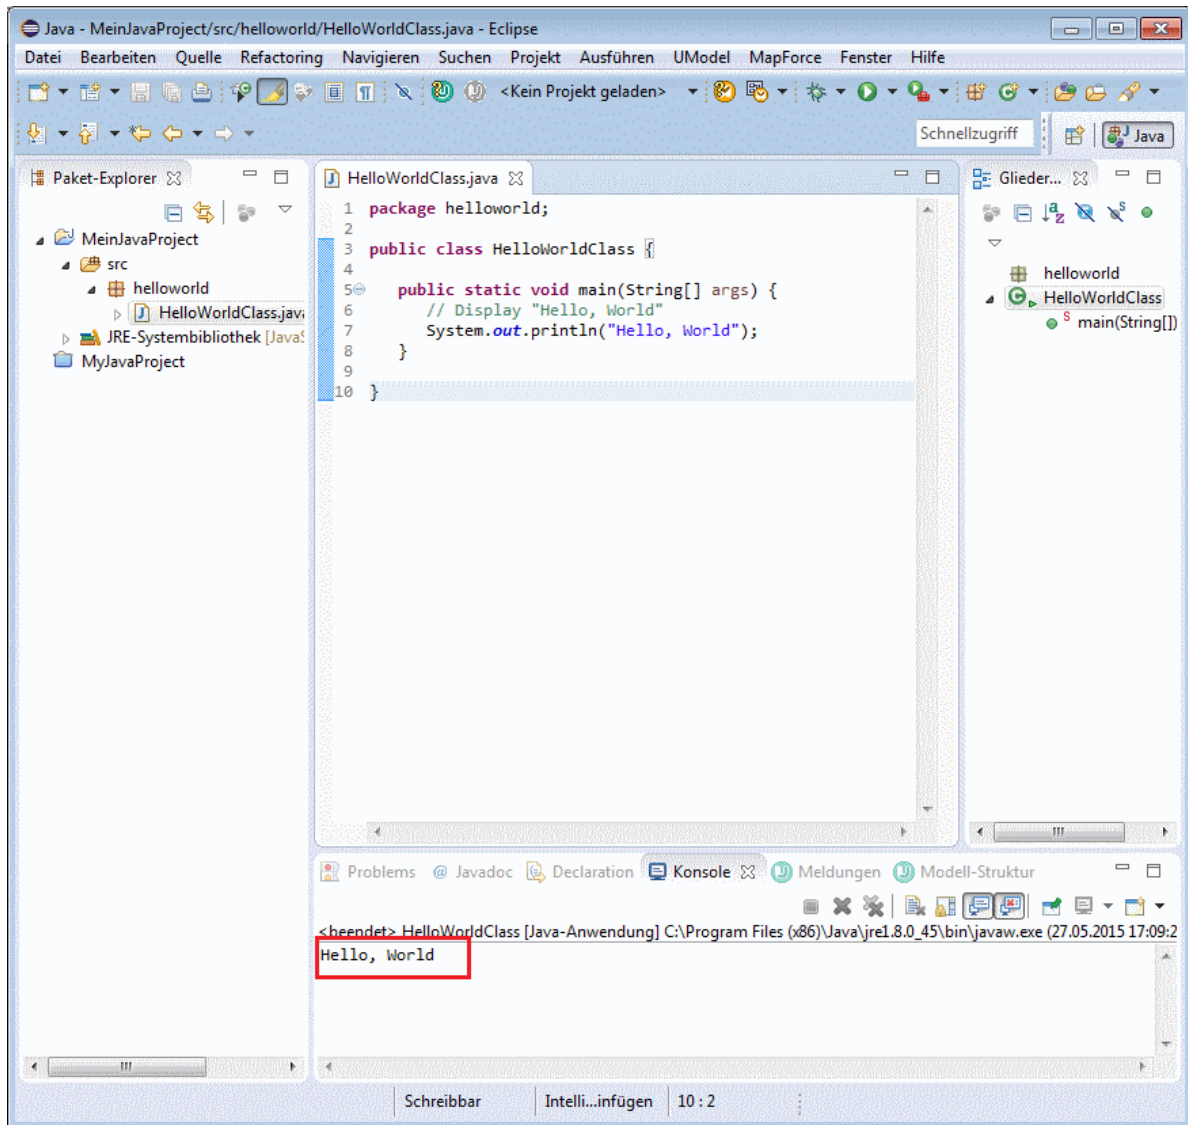 Java - MeinJavaProject/src/helloworld/HelloWorldClass.java - Eclipse
Datei Bearbeiten Quelle Refactoring Navigieren Suchen Projekt Ausführen UModel MapForce Fenster Hilfe
<Kein Projekt geladen>
Schnellzugriff Java
Paket-Explorer
MeinJavaProject
src
helloworld
HelloWorldClass.java
JRE-Systembibliothek [JavaS
MyJavaProject
HelloWorldClass.java
1 package helloworld;
2
3 public class HelloWorldClass {
4
5 public static void main(String[] args) {
6 // Display "Hello, World"
7 System.out.println("Hello, World");
8 }
9
10 }
Glieder...
helloworld
HelloWorldClass
S main(String[])
Problems @ Javadoc Declaration Konsole Meldungen Modell-Struktur
<beendet> HelloWorldClass [Java-Anwendung] C:\Program Files (x86)\Java\jre1.8.0_45\bin\javaw.exe (27.05.2015 17:09:2
Hello, World
Schreibbar Intelli...infügen 10 : 2